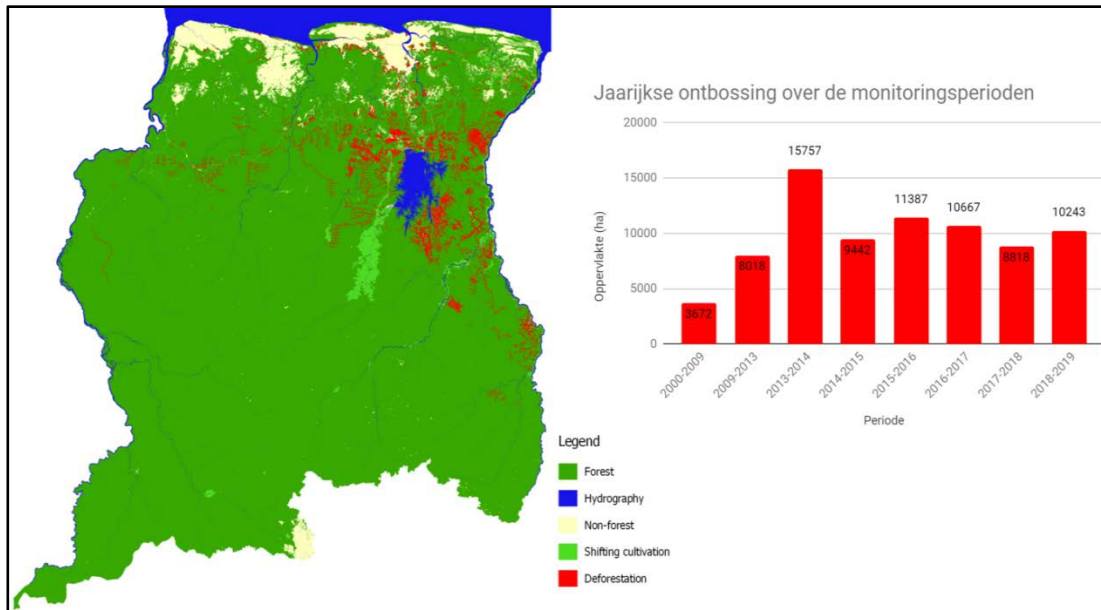 Jaarijkse ontbossing over de monitoringsperioden
20000
15000
10000
5000
0
Oppervlakte (ha)
3672
8018
15757
9442
11387
10667
8818
10243
2000-2009
2009-2013
2013-2014
2014-2015
2015-2016
2016-2017
2017-2018
2018-2019
Periode
Legend
Forest
Hydrography
Non-forest
Shifting cultivation
Deforestation